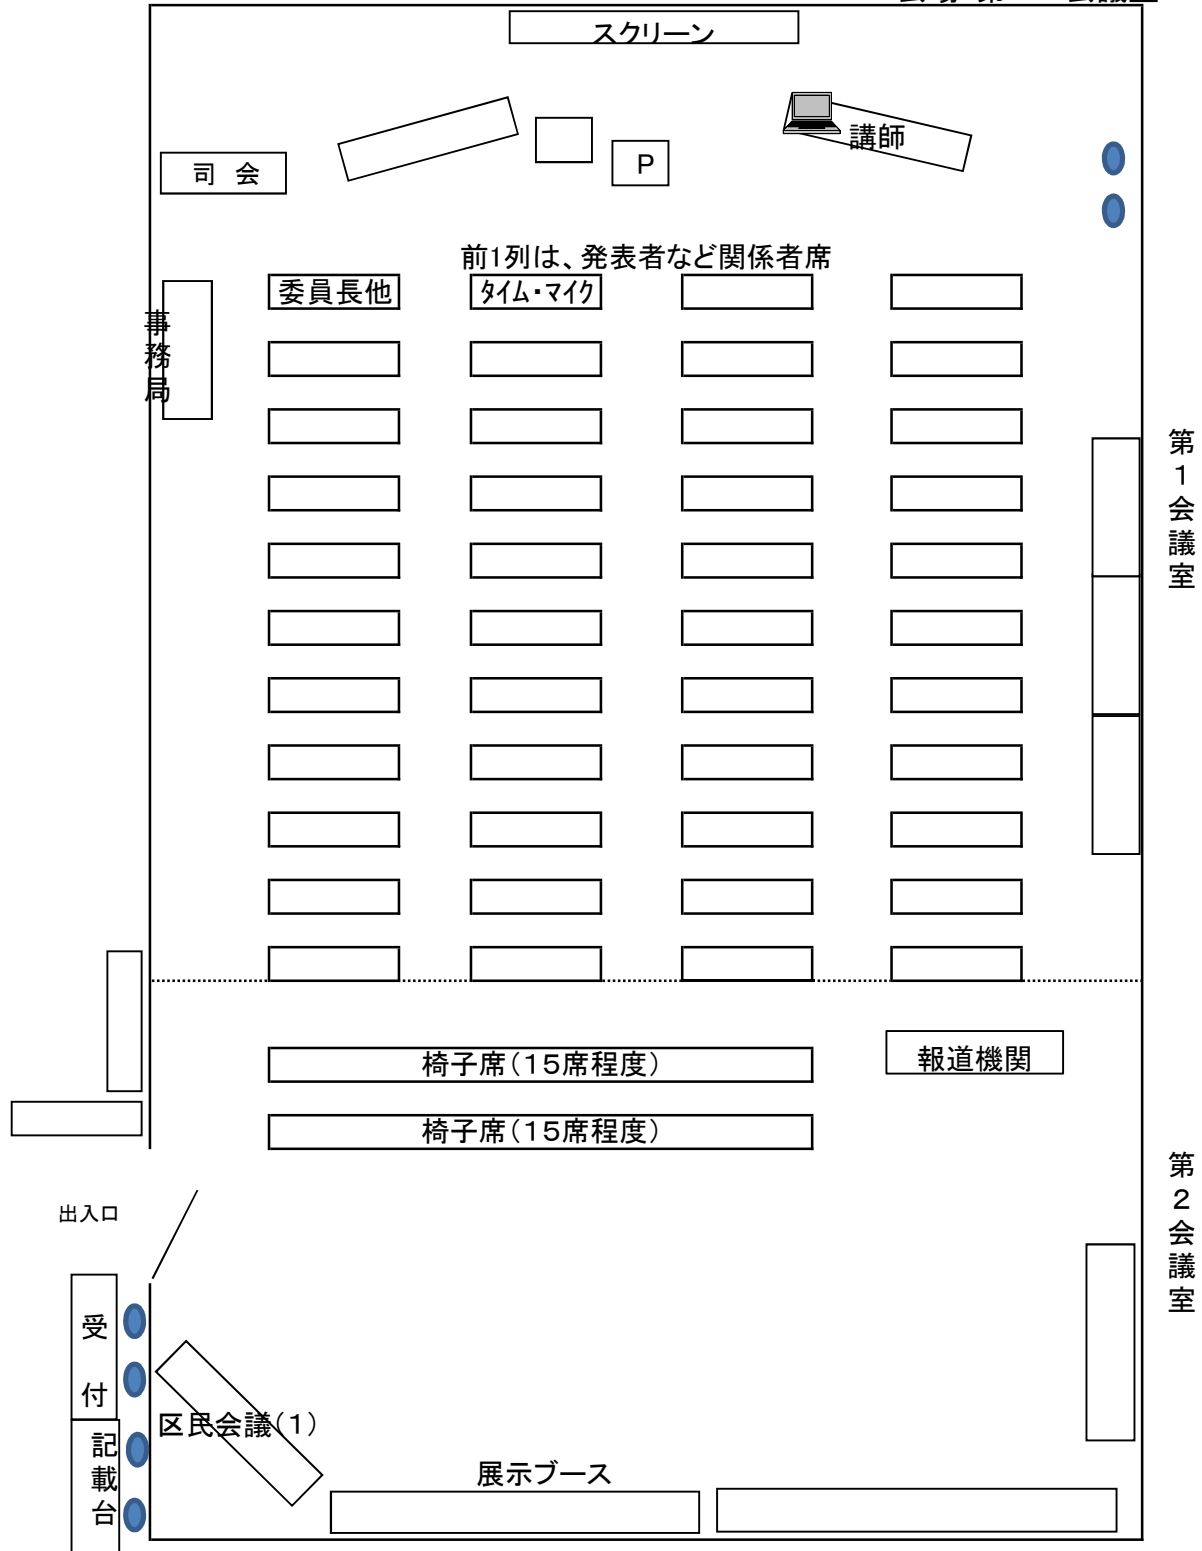 スクリーン
講師
P
司 会
前1列は、発表者など関係者席
委員長他
タイム・マイク
事務局
第1会議室
椅子席(15席程度)
報道機関
椅子席(15席程度)
第2会議室
出入口
受付
区民会議(1)
記載台
展示ブース